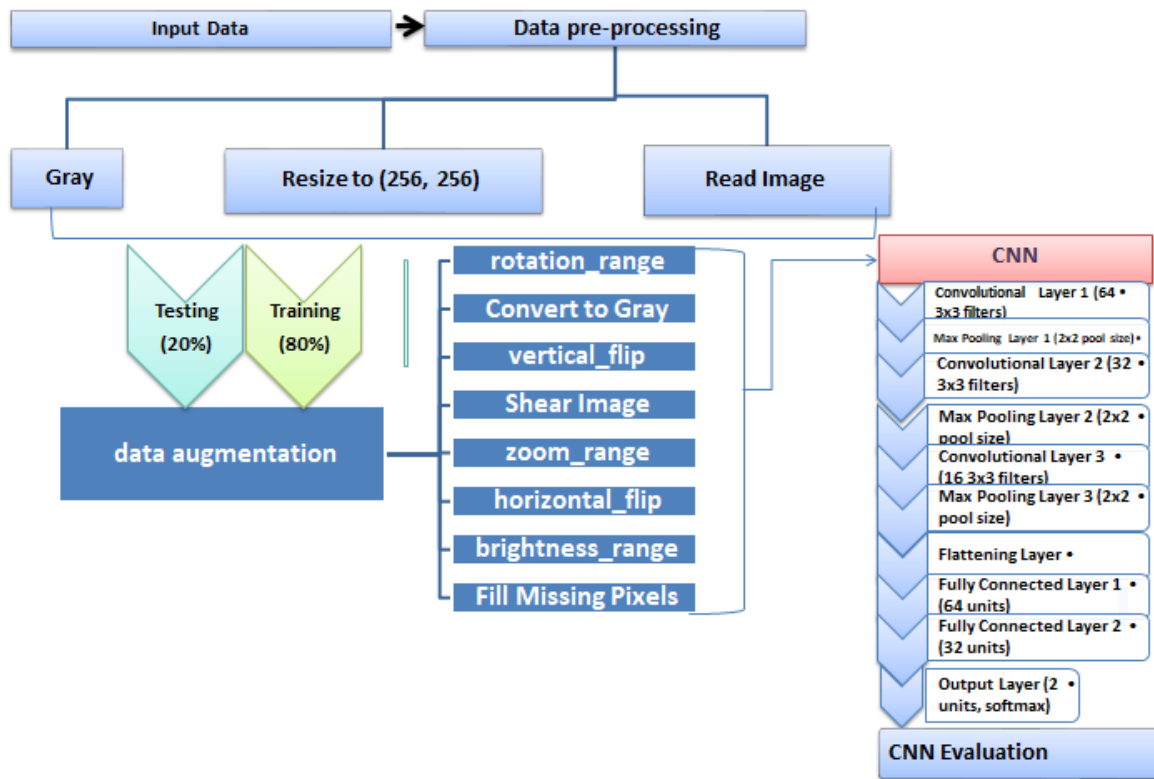 Input Data
Data pre-processing
Gray
Resize to (256, 256)
Read Image
Testing
(20%)
Training
(80%)
data augmentation
rotation_range
Convert to Gray
vertical_flip
Shear Image
zoom_range
horizontal_flip
brightness_range
Fill Missing Pixels
CNN
Convolutional Layer 1 (64 •
3x3 filters)
Max Pooling Layer 1 (2x2 pool size) •
Convolutional Layer 2 (32 •
3x3 filters)
Max Pooling Layer 2 (2x2 •
pool size)
Convolutional Layer 3 •
(16 3x3 filters)
Max Pooling Layer 3 (2x2 •
pool size)
Flattening Layer •
Fully Connected Layer 1 •
(64 units)
Fully Connected Layer 2 •
(32 units)
Output Layer (2 •
units, softmax)
CNN Evaluation